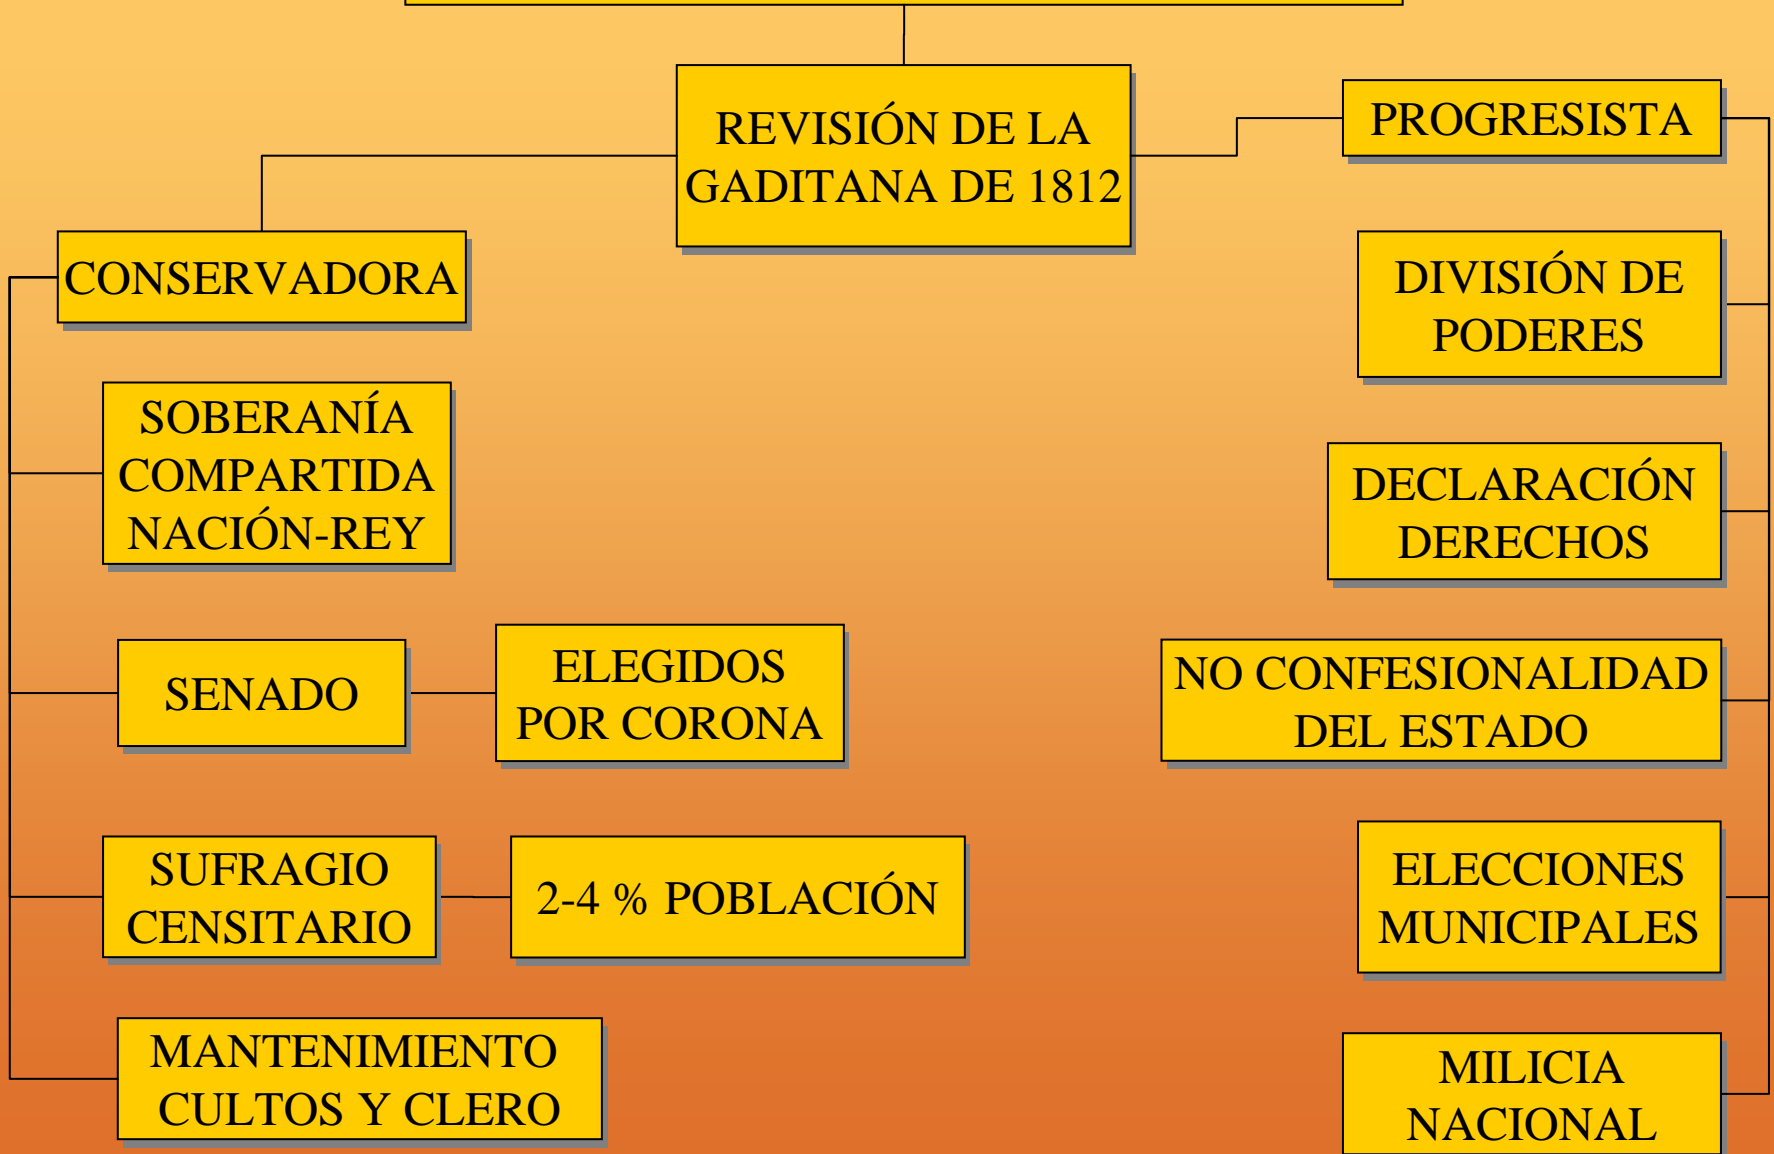 REVISIÓN DE LA
GADITANA DE 1812
PROGRESISTA
CONSERVADORA
DIVISIÓN DE
PODERES
SOBERANÍA
COMPARTIDA
NACIÓN-REY
DECLARACIÓN
DERECHOS
SENADO
ELEGIDOS
POR CORONA
NO CONFESIONALIDAD
DEL ESTADO
SUFRAGIO
CENSITARIO
2-4 % POBLACIÓN
ELECCIONES
MUNICIPALES
MANTENIMIENTO
CULTOS Y CLERO
MILICIA
NACIONAL